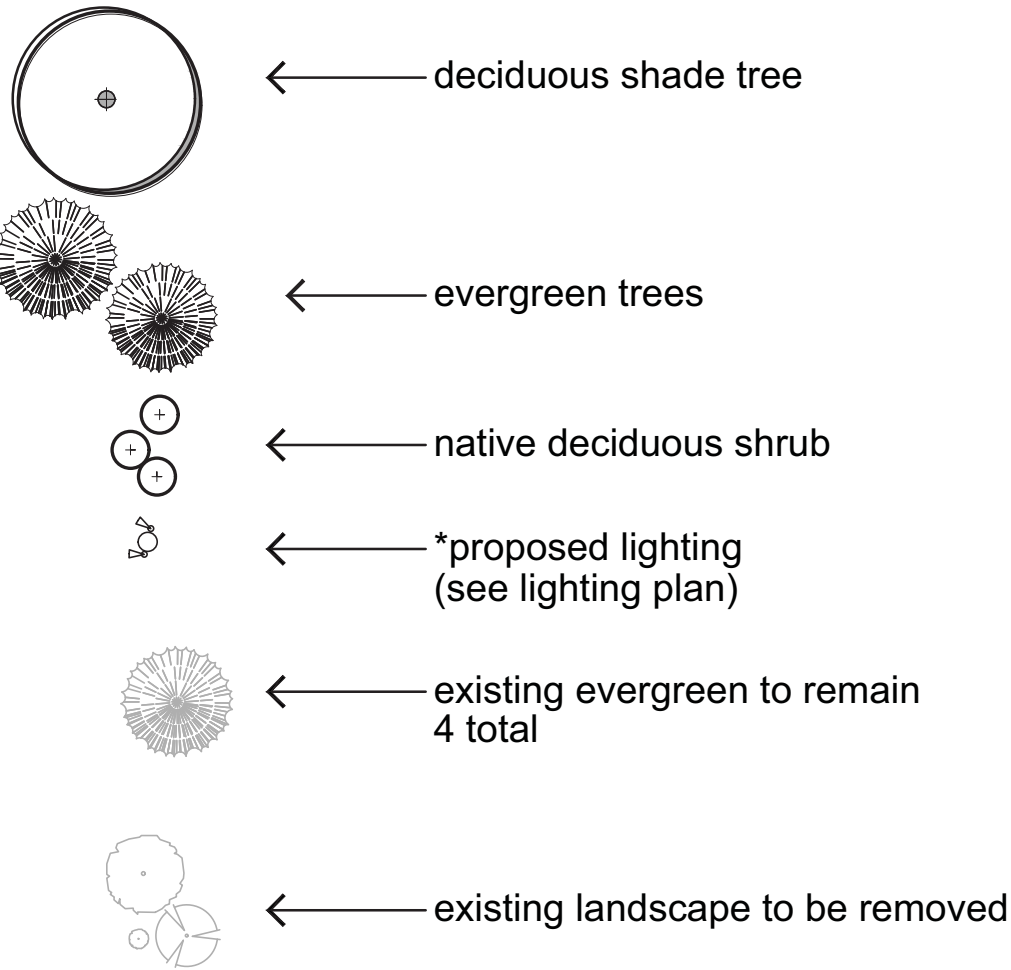 deciduous shade tree
evergreen trees
native deciduous shrub
*proposed lighting
(see lighting plan)
existing evergreen to remain
4 total
existing landscape to be removed